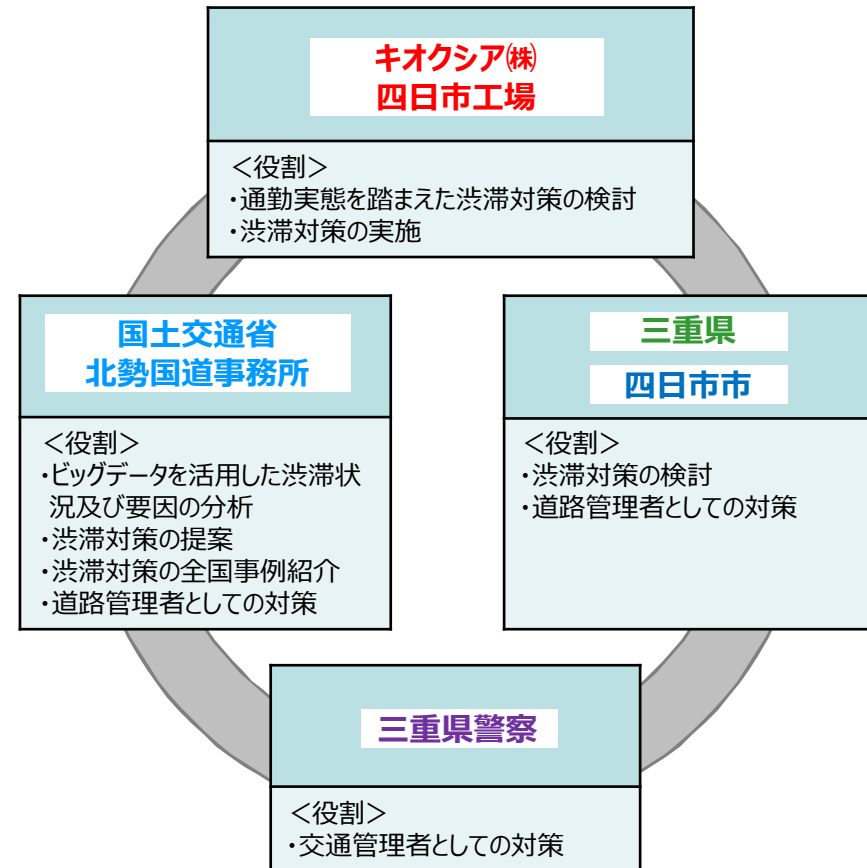 キオクシア㈱
四日市工場
＜役割＞
・通勤実態を踏まえた渋滞対策の検討
・渋滞対策の実施
国土交通省
北勢国道事務所
＜役割＞
・ビッグデータを活用した渋滞状
況及び要因の分析
・渋滞対策の提案
・渋滞対策の全国事例紹介
・道路管理者としての対策
三重県
四日市市
＜役割＞
・渋滞対策の検討
・道路管理者としての対策
三重県警察
＜役割＞
・交通管理者としての対策